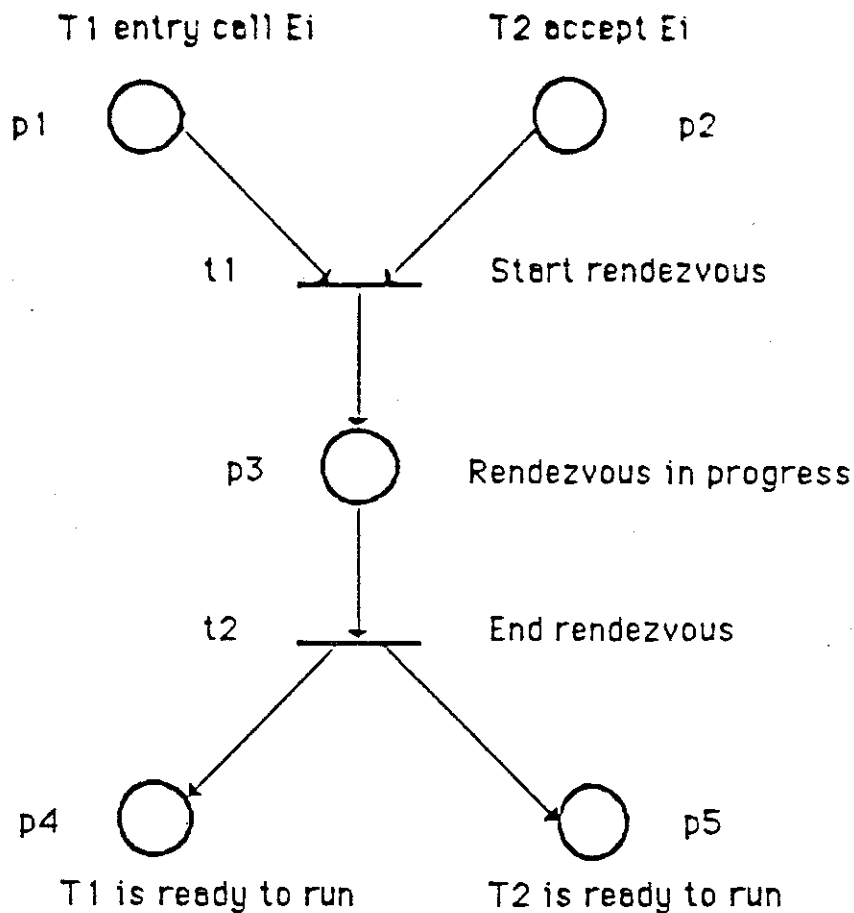 T1 entry call Ei
T2 accept Ei
p1
p2
t1
Start rendezvous
p3
Rendezvous in progress
t2
End rendezvous
p4
p5
T1 is ready to run
T2 is ready to run